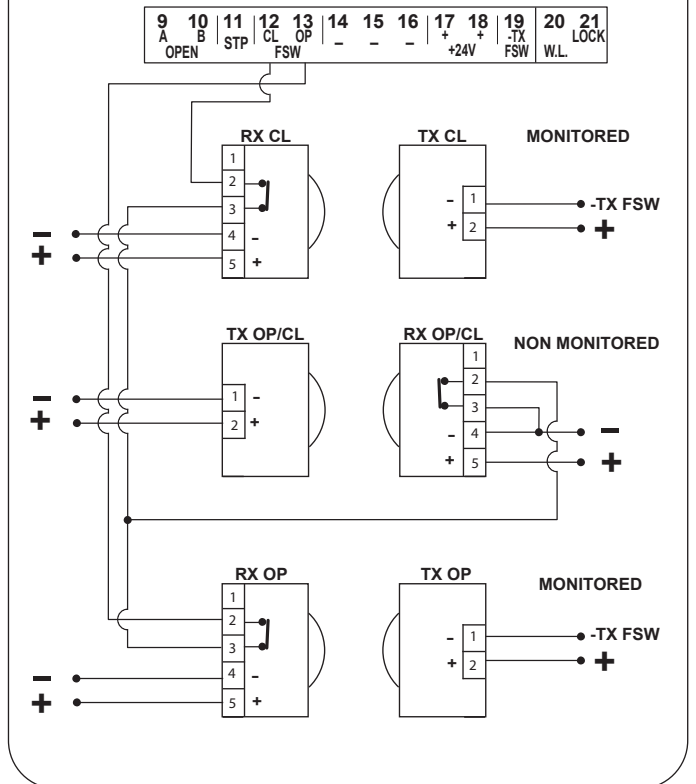 9 10 11 12 13 14 15 16 17 18 19 20 21
A B STP CL OP – – – + + -TX LOCK
OPEN FSW +24V FSW W.L.
RX CL TX CL MONITORED
1
2
3
4 –
5 +
–
+
– 1 -TX FSW
+ 2 +
TX OP/CL RX OP/CL NON MONITORED
1 –
2 +
–
+
1
2
3
– 4 –
+ 5 +
RX OP TX OP MONITORED
1
2
3
4 –
5 +
–
+
– 1 -TX FSW
+ 2 +